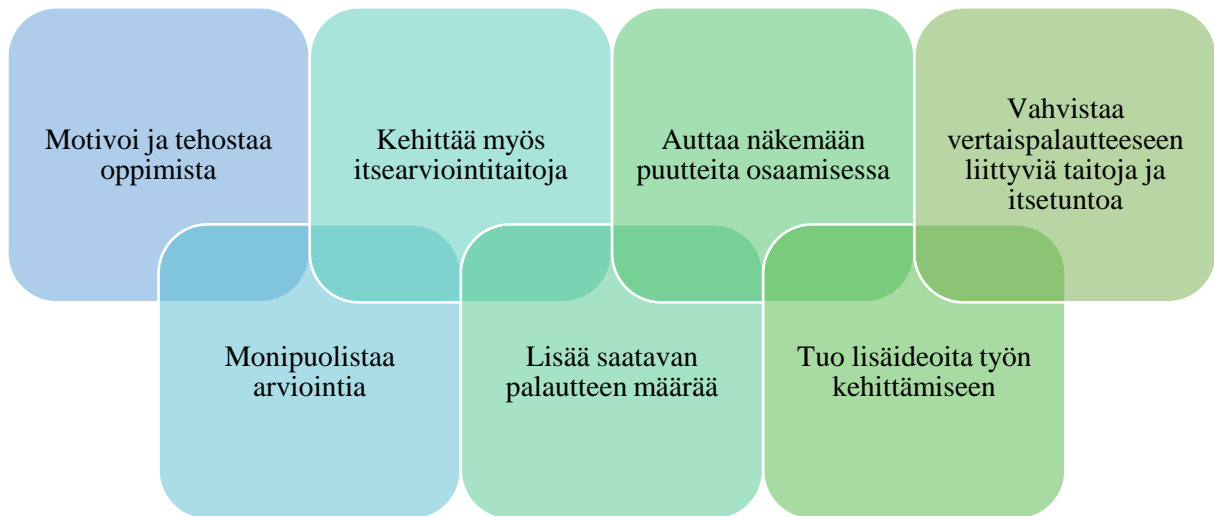 Motivoi ja tehostaa
oppimista
Kehittää myös
itsearviointitaitoja
Auttaa näkemään
puutteita osaamisessa
Vahvistaa
vertaispalautteeseen
liittyviä taitoja ja
itsetuntoa
Monipuolistaa
arviointia
Lisää saatavan
palautteen määrää
Tuo lisäideoita työn
kehittämiseen